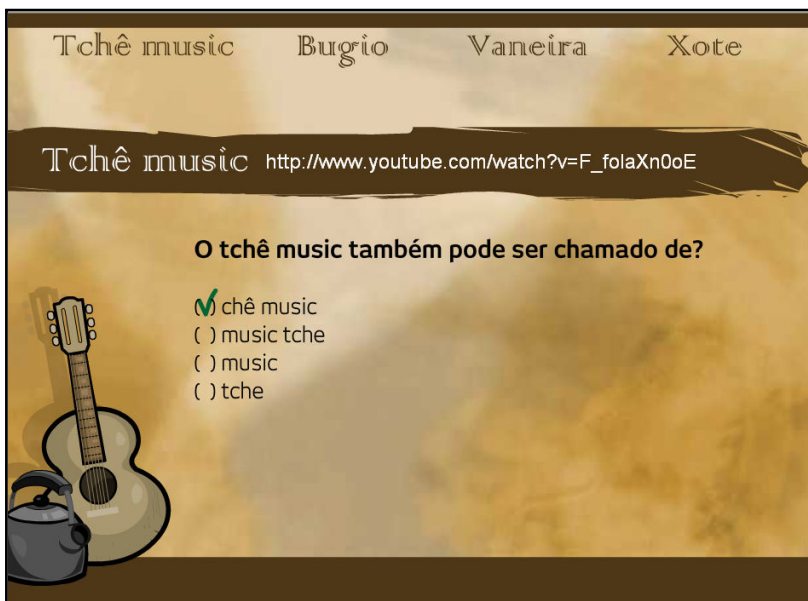 Tchê music Bugio Vaneira Xote
Tchê music http://www.youtube.com/watch?v=F_folaXn0oE
O tchê music também pode ser chamado de?
( ) chê music
( ) music tche
( ) music
( ) tche